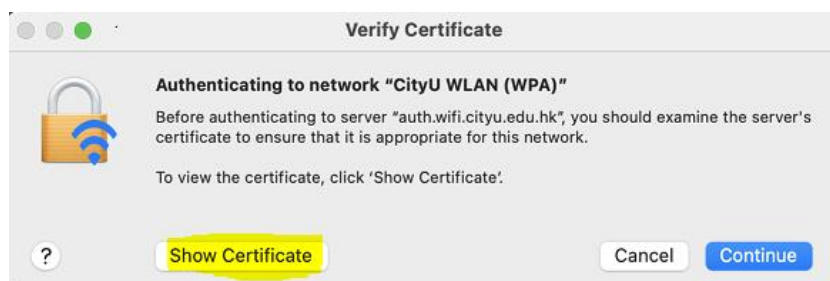 Verify Certificate
Authenticating to network “CityU WLAN (WPA)”
Before authenticating to server “auth.wifi.cityu.edu.hk”, you should examine the server's
certificate to ensure that it is appropriate for this network.
To view the certificate, click ‘Show Certificate’.
? Show Certificate Cancel Continue